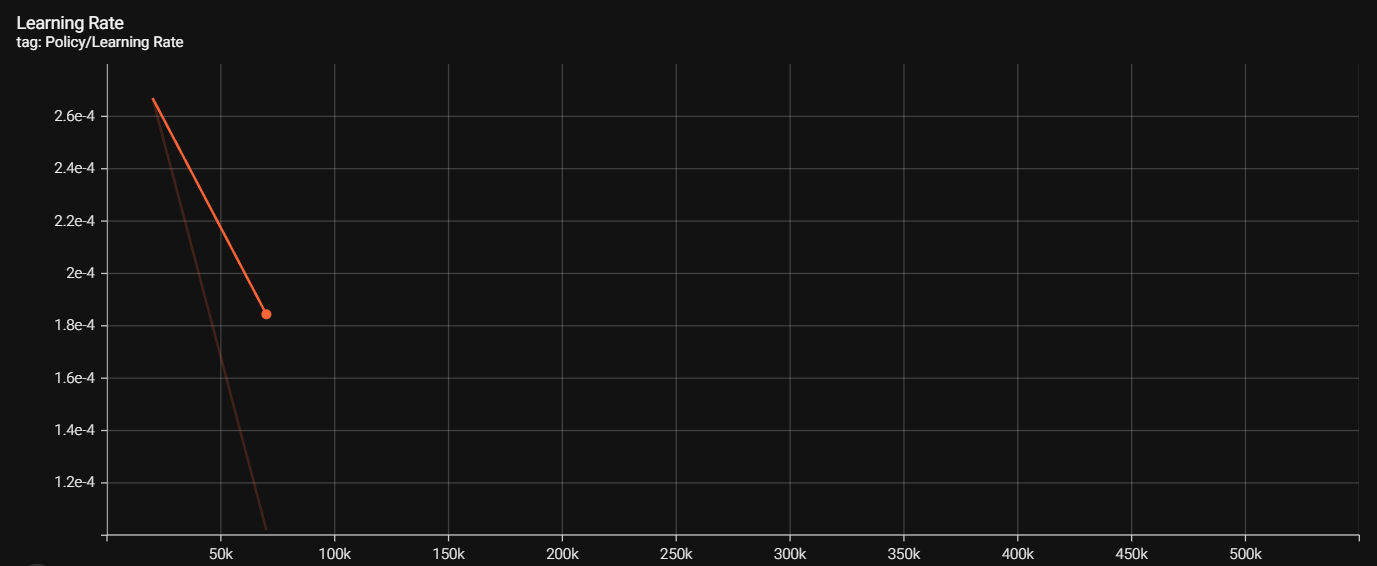 Learning Rate
tag: Policy/Learning Rate
2.6e-4
2.4e-4
2.2e-4
2e-4
1.8e-4
1.6e-4
1.4e-4
1.2e-4
50k 100k 150k 200k 250k 300k 350k 400k 450k 500k